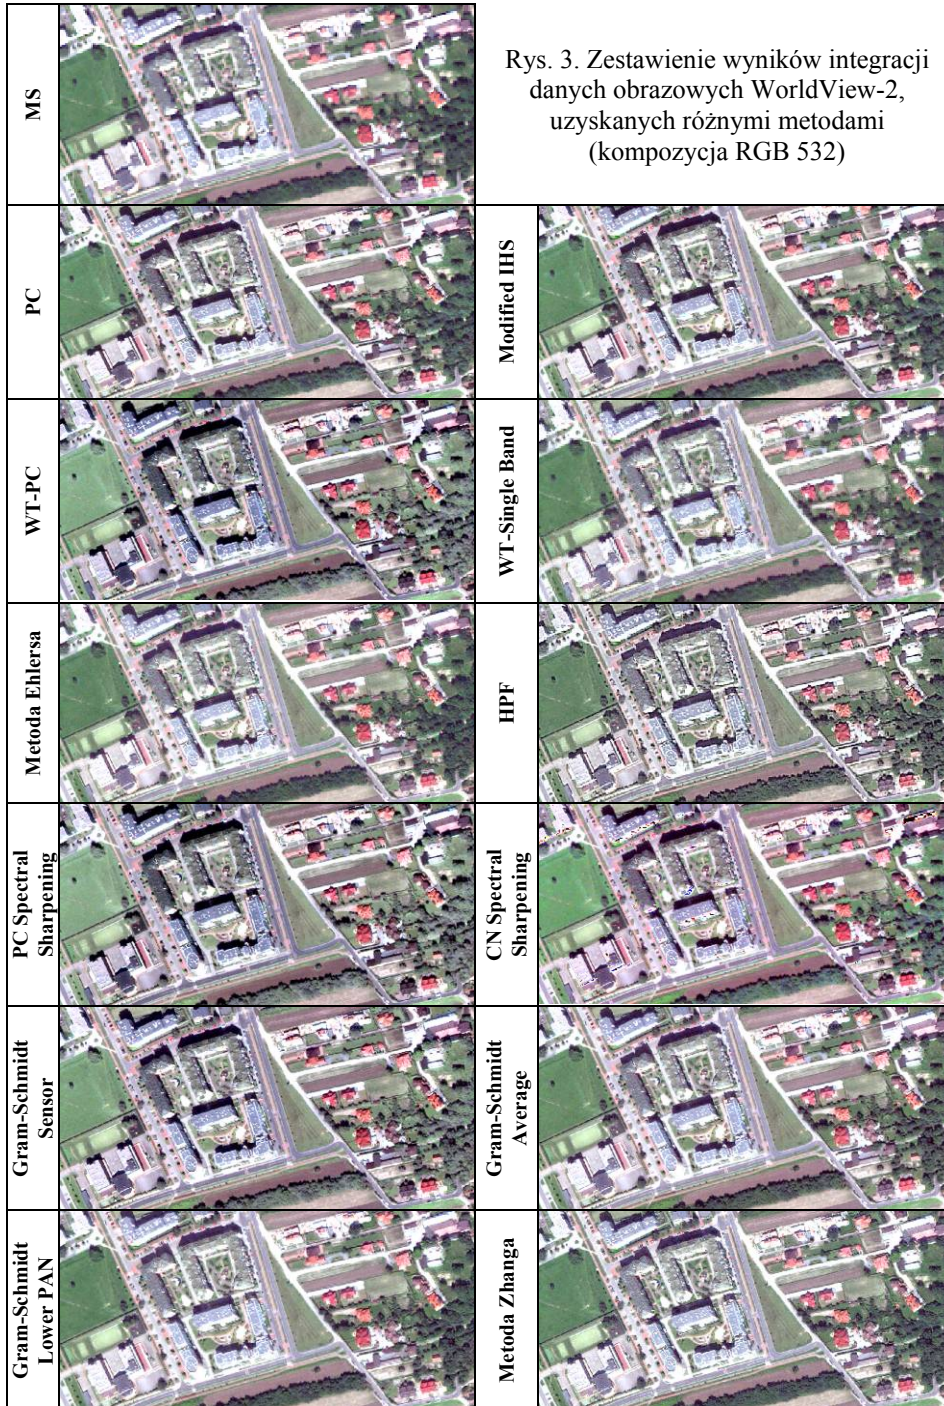 MS
Rys. 3. Zestawienie wyników integracji
danych obrazowych WorldView-2,
uzyskanych różnymi metodami
(kompozycja RGB 532)
PC
Modified IHS
WT-PC
WT-Single Band
Metoda Ehlersa
HPF
PC Spectral
Sharpening
CN Spectral
Sharpening
Gram-Schmidt
Sensor
Gram-Schmidt
Average
Gram-Schmidt
Lower PAN
Metoda Zhanga